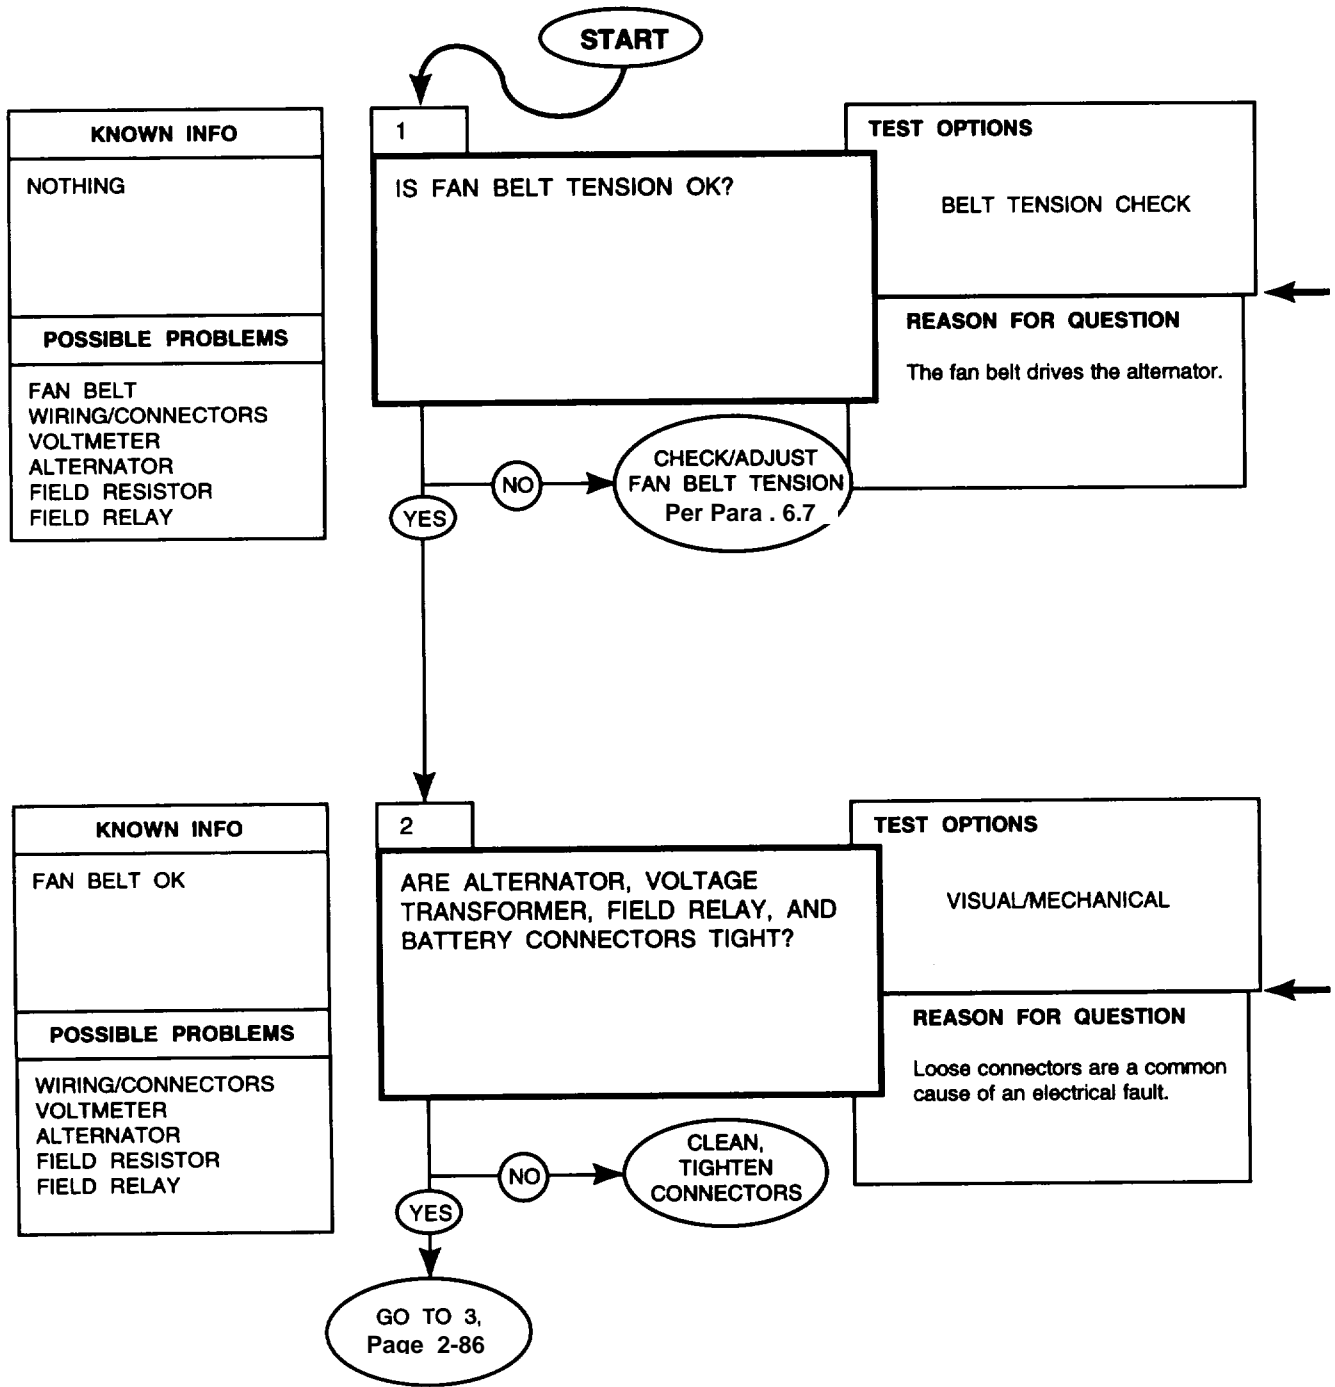 START
KNOWN INFO
NOTHING
POSSIBLE PROBLEMS
FAN BELT
WIRING/CONNECTORS
VOLTMETER
ALTERNATOR
FIELD RESISTOR
FIELD RELAY
1
IS FAN BELT TENSION OK?
TEST OPTIONS
BELT TENSION CHECK
REASON FOR QUESTION
The fan belt drives the alternator.
NO
CHECK/ADJUST
FAN BELT TENSION
Per Para . 6.7
YES
KNOWN INFO
FAN BELT OK
POSSIBLE PROBLEMS
WIRING/CONNECTORS
VOLTMETER
ALTERNATOR
FIELD RESISTOR
FIELD RELAY
2
ARE ALTERNATOR, VOLTAGE
TRANSFORMER, FIELD RELAY, AND
BATTERY CONNECTORS TIGHT?
TEST OPTIONS
VISUAL/MECHANICAL
REASON FOR QUESTION
Loose connectors are a common
cause of an electrical fault.
NO
CLEAN,
TIGHTEN
CONNECTORS
YES
GO TO 3,
Page 2-86